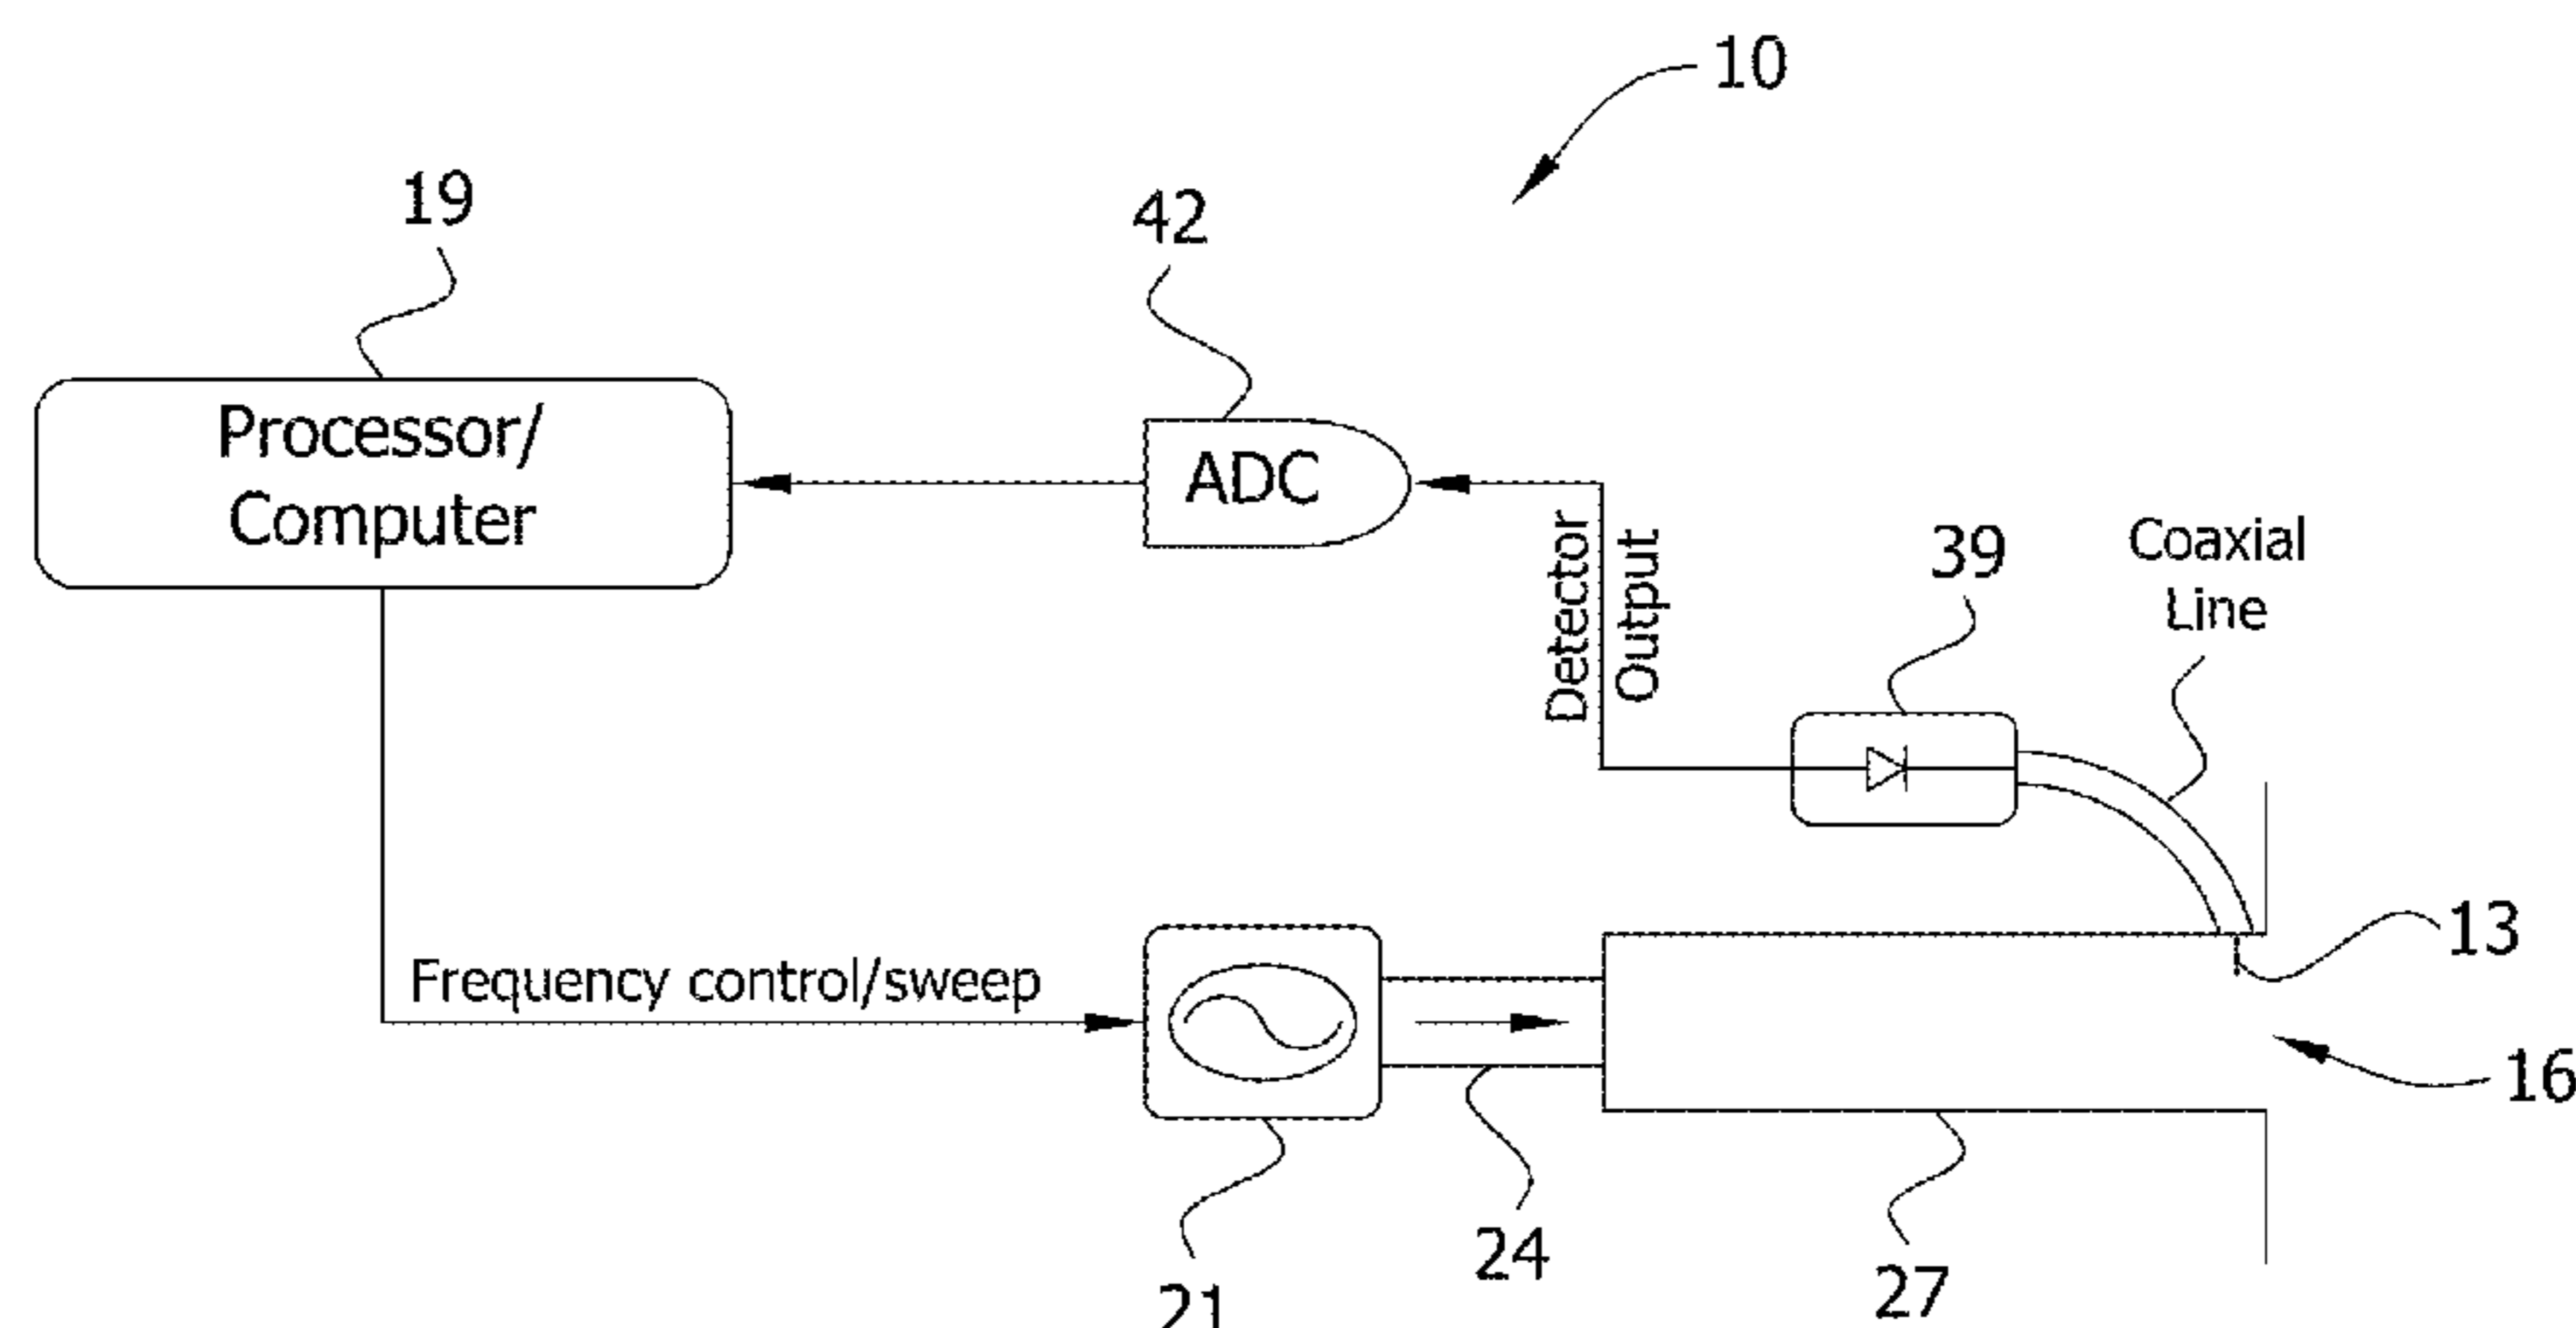 10
19
42
Processor/
Computer
ADC
Detector
Output
39
Coaxial
Line
13
Frequency control/sweep
16
24
21
27